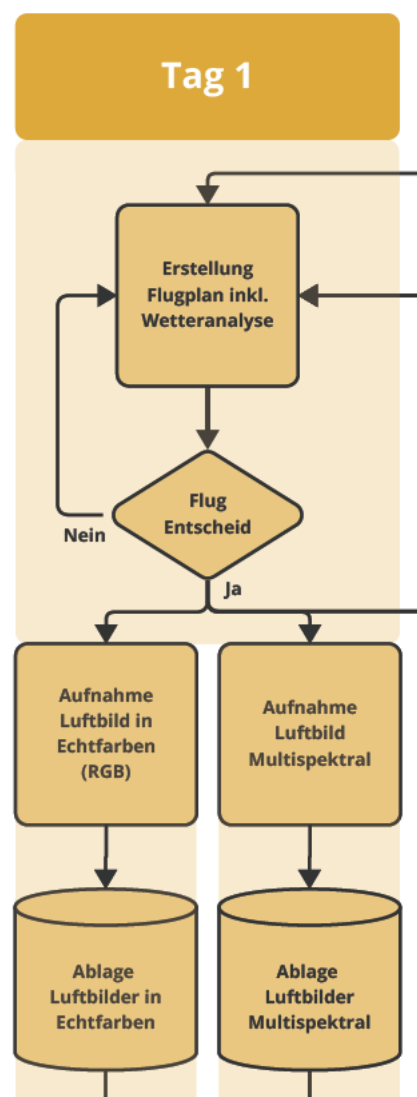 Tag 1
Erstellung
Flugplan inkl.
Wetteranalyse
Flug
Entscheid
Nein
Ja
Aufnahme
Luftbild in
Echtfarben
(RGB)
Aufnahme
Luftbild
Multispektral
Ablage
Luftbilder in
Echtfarben
Ablage
Luftbilder
Multispektral